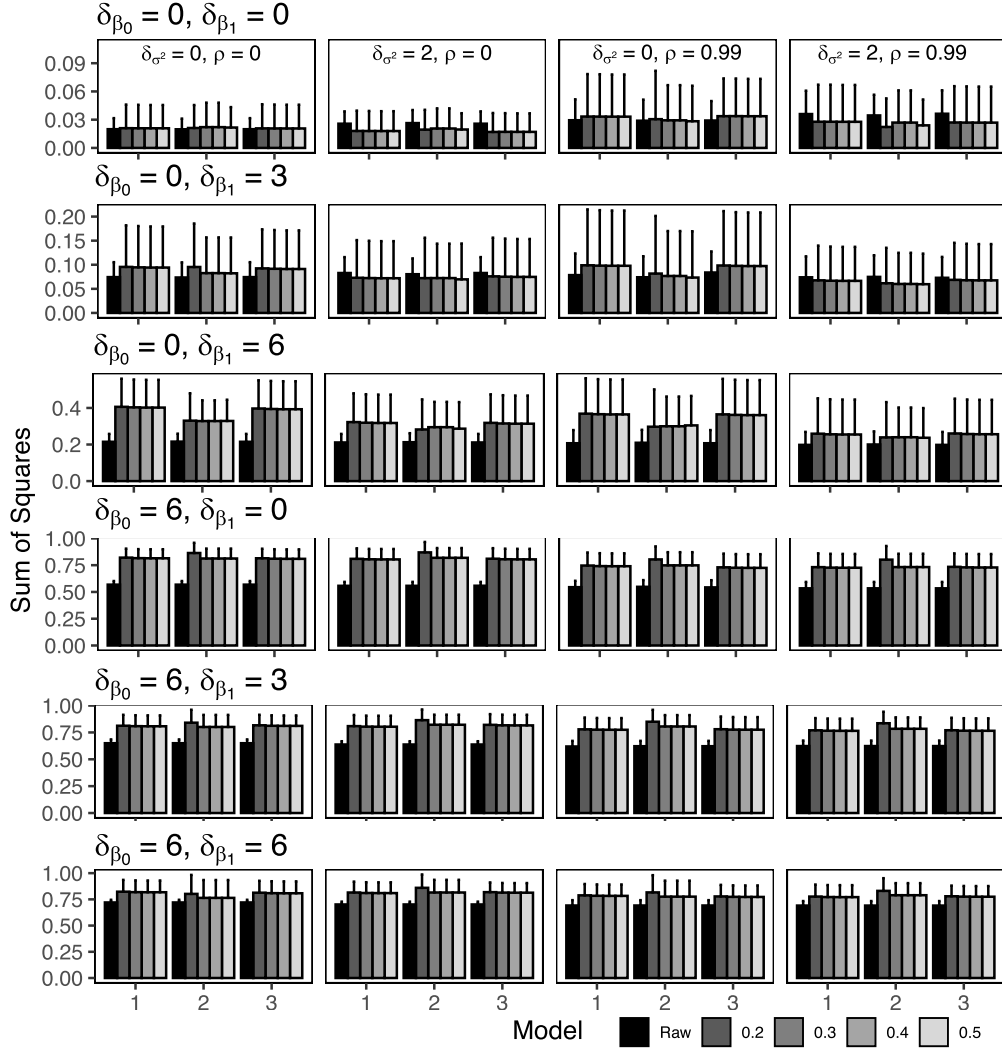 δβ0 = 0, δβ1 = 0
δσ² = 0, ρ = 0
δσ² = 2, ρ = 0
δσ² = 0, ρ = 0.99
δσ² = 2, ρ = 0.99
0.09
0.06
0.03
0.00
δβ0 = 0, δβ1 = 3
0.20
0.15
0.10
0.05
0.00
δβ0 = 0, δβ1 = 6
0.4
0.2
0.0
δβ0 = 6, δβ1 = 0
1.00
0.75
0.50
0.25
0.00
δβ0 = 6, δβ1 = 3
1.00
0.75
0.50
0.25
0.00
δβ0 = 6, δβ1 = 6
1.00
0.75
0.50
0.25
0.00
Sum of Squares
1 2 3 1 2 3 1 2 3 1 2 3
Model
Raw 0.2 0.3 0.4 0.5